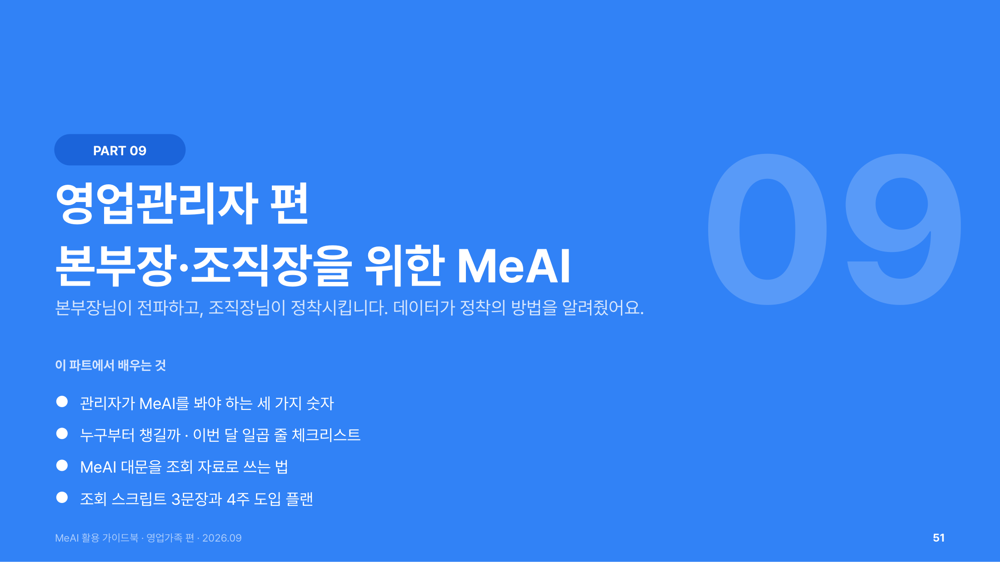 PART 09
영업관리자 편
본부장·조직장을 위한 MeAI
09
본부장님이 전파하고, 조직장님이 정착시킵니다. 데이터가 정착의 방법을 알려줬어요.
이 파트에서 배우는 것
● 관리자가 MeAI를 봐야 하는 세 가지 숫자
● 누구부터 챙길까 · 이번 달 일곱 줄 체크리스트
● MeAI 대문을 조회 자료로 쓰는 법
● 조회 스크립트 3문장과 4주 도입 플랜
MeAI 활용 가이드북 · 영업가족 편 · 2026.09
51